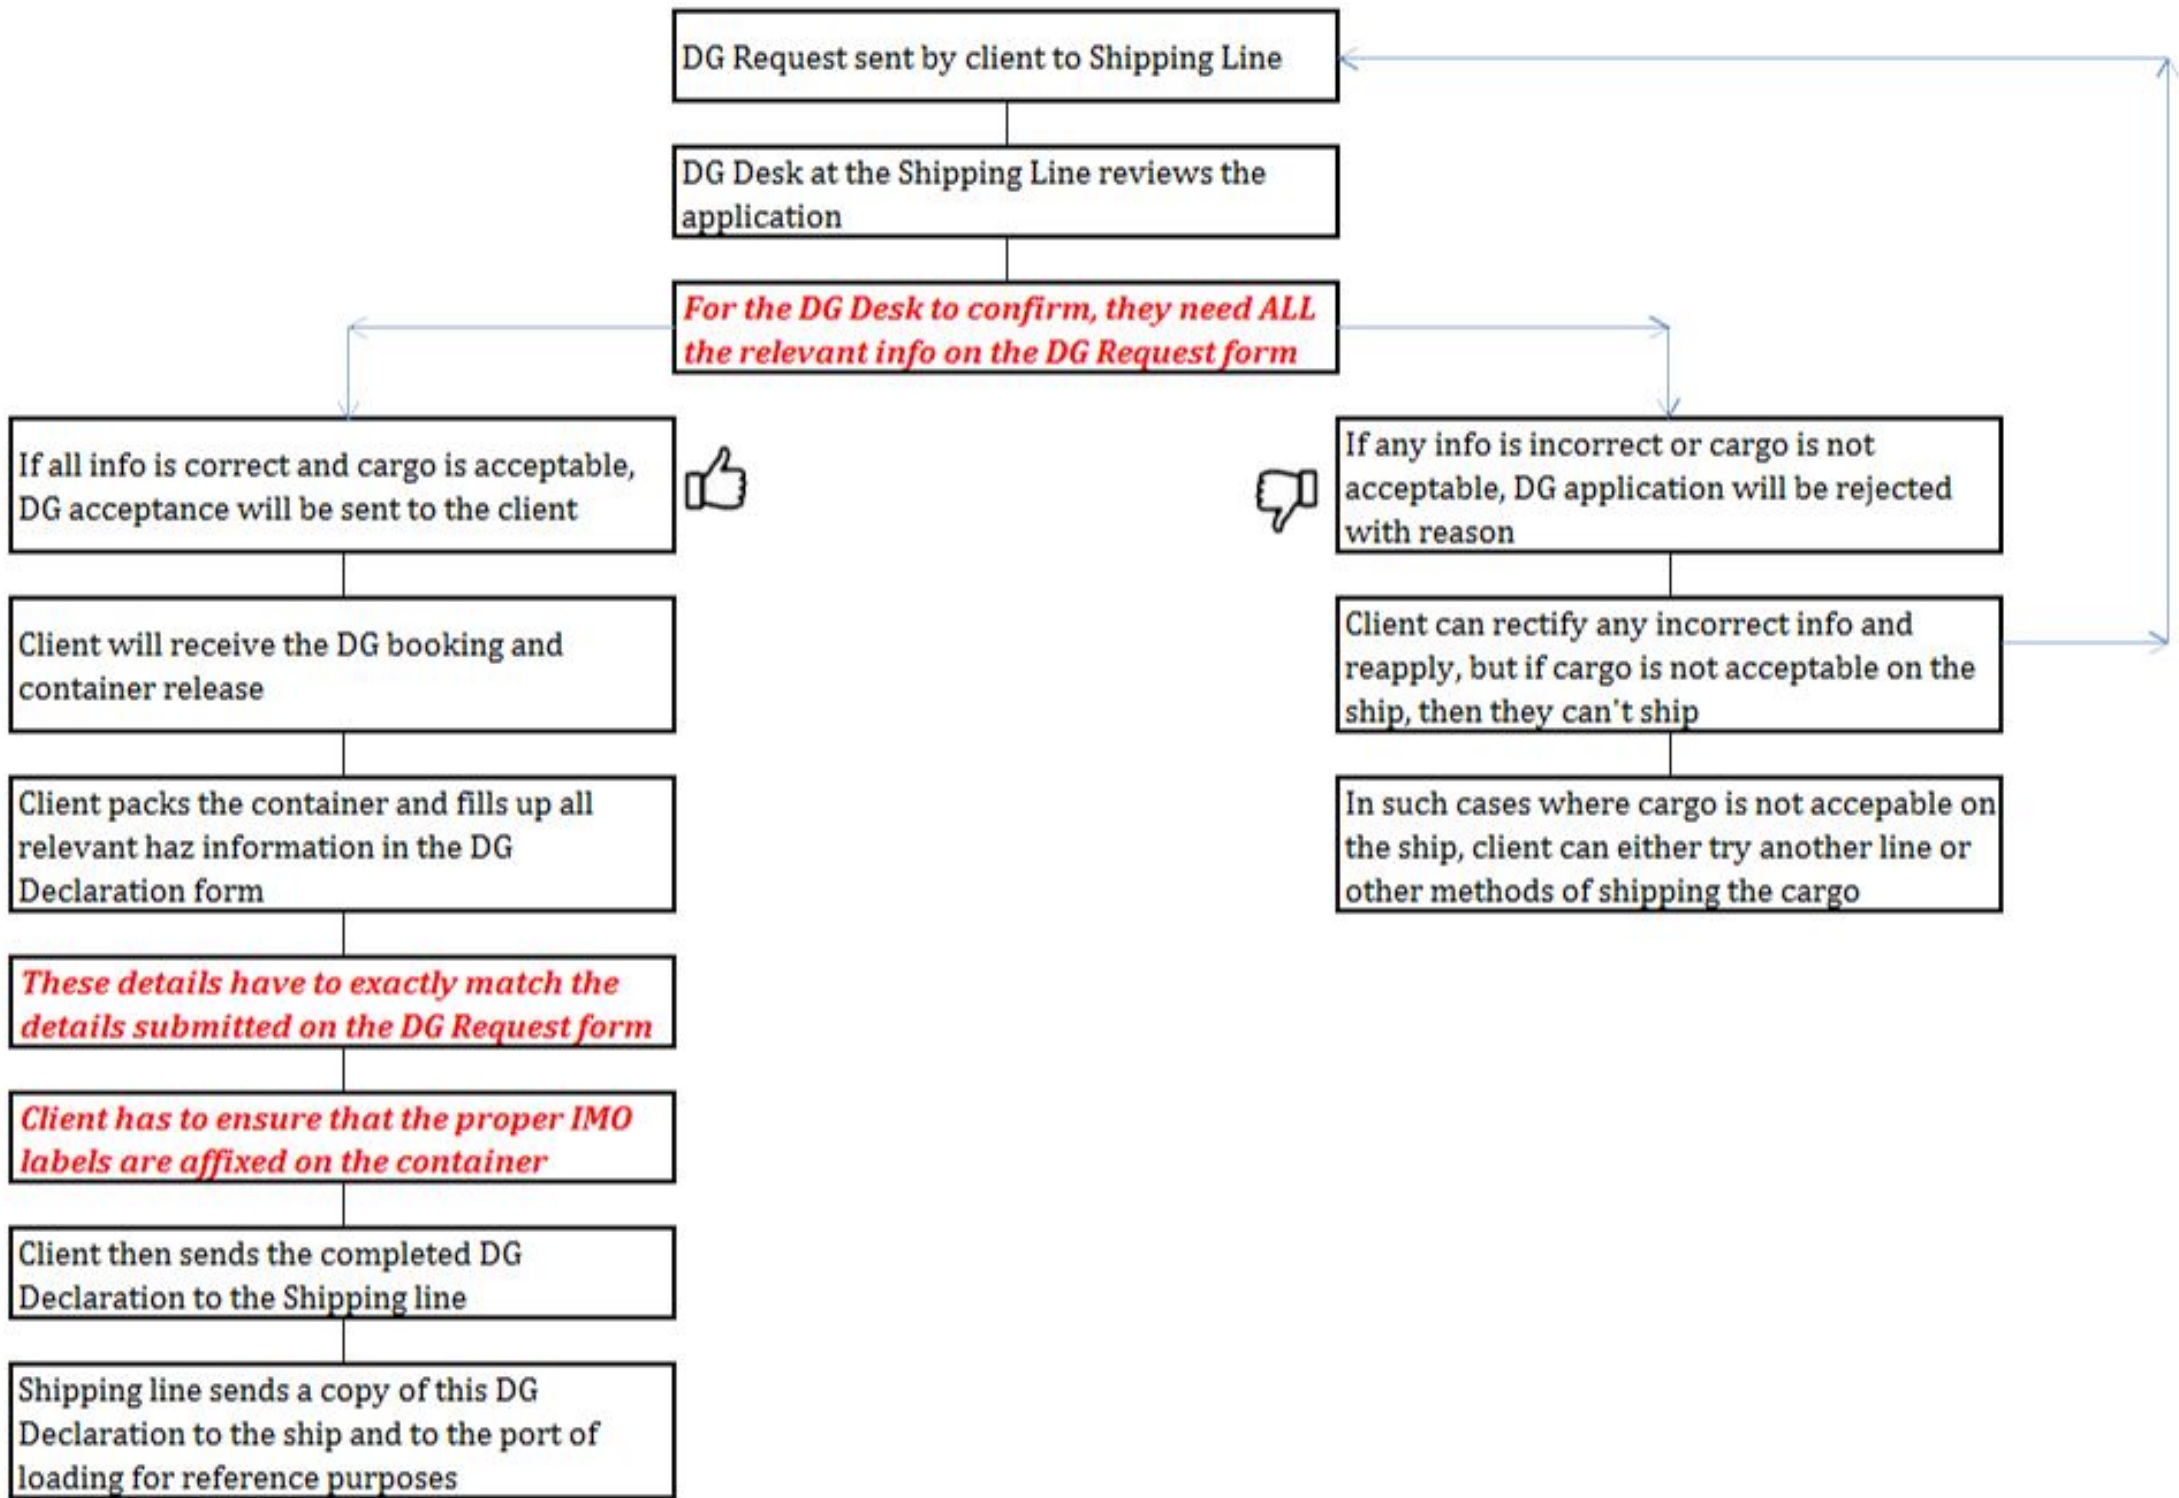 DG Request sent by client to Shipping Line
DG Desk at the Shipping Line reviews the
application
For the DG Desk to confirm, they need ALL
the relevant info on the DG Request form
If all info is correct and cargo is acceptable,
DG acceptance will be sent to the client
Client will receive the DG booking and
container release
Client packs the container and fills up all
relevant haz information in the DG
Declaration form
These details have to exactly match the
details submitted on the DG Request form
Client has to ensure that the proper IMO
labels are affixed on the container
Client then sends the completed DG
Declaration to the Shipping line
Shipping line sends a copy of this DG
Declaration to the ship and to the port of
loading for reference purposes
If any info is incorrect or cargo is not
acceptable, DG application will be rejected
with reason
Client can rectify any incorrect info and
reapply, but if cargo is not acceptable on the
ship, then they can't ship
In such cases where cargo is not accepable on
the ship, client can either try another line or
other methods of shipping the cargo